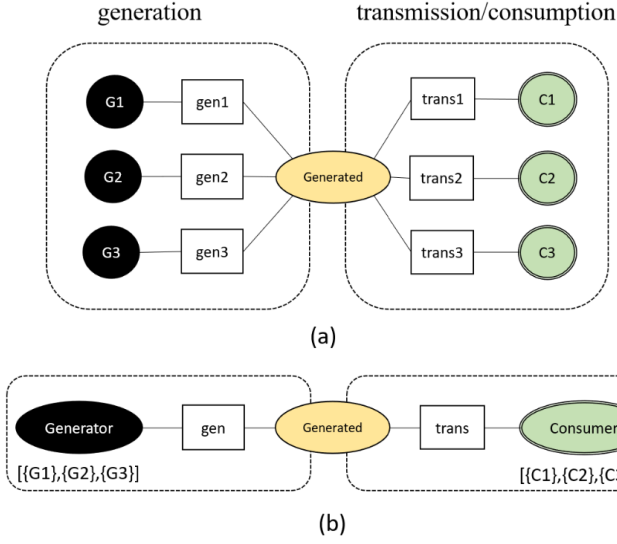 generation
transmission/consumption
G1
gen1
trans1
C1
G2
gen2
Generated
trans2
C2
G3
gen3
trans3
C3
(a)
Generator
gen
Generated
trans
Consumer
[{G1},{G2},{G3}]
[{C1},{C2},{C3
(b)